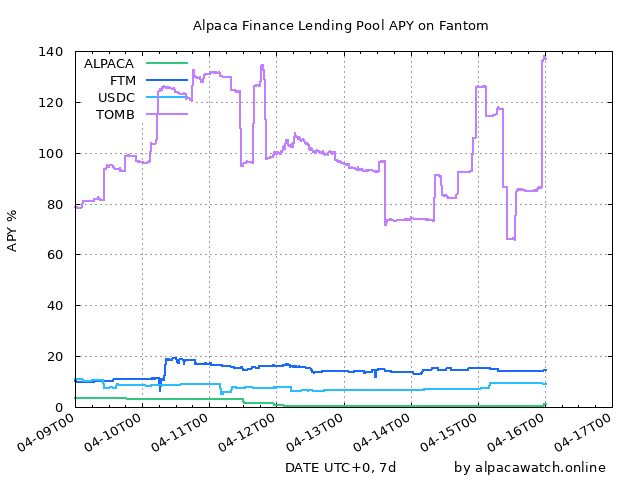 Alpaca Finance Lending Pool APY on Fantom
140
120
100
80
60
40
20
0
APY %
ALPACA
FTM
USDC
TOMB
04-09T00
04-10T00
04-11T00
04-12T00
04-13T00
04-14T00
04-15T00
04-16T00
04-17T00
DATE UTC+0, 7d
by alpacawatch.online